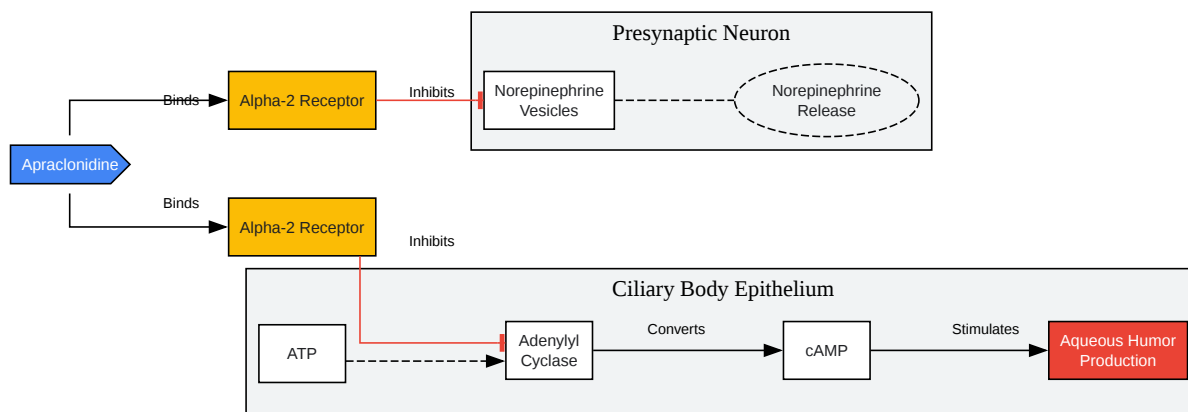 Presynaptic Neuron
Binds
Alpha-2 Receptor
Inhibits
Norepinephrine
Vesicles
Norepinephrine
Release
Apraclonidine
Binds
Alpha-2 Receptor
Inhibits
Ciliary Body Epithelium
ATP
Adenylyl
Cyclase
Converts
cAMP
Stimulates
Aqueous Humor
Production